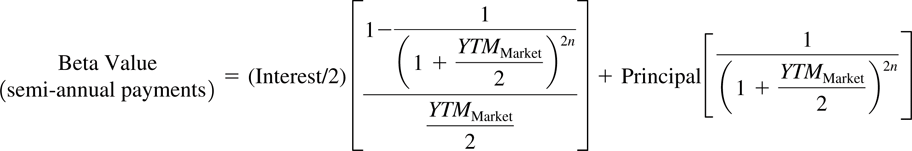 Beta Value
(semi-annual payments) = (Interest/2) [ (1 − 1 / (1 + YTM_Market / 2)^{2n}) / (YTM_Market / 2) ] + Principal [ 1 / (1 + YTM_Market / 2)^{2n} ]